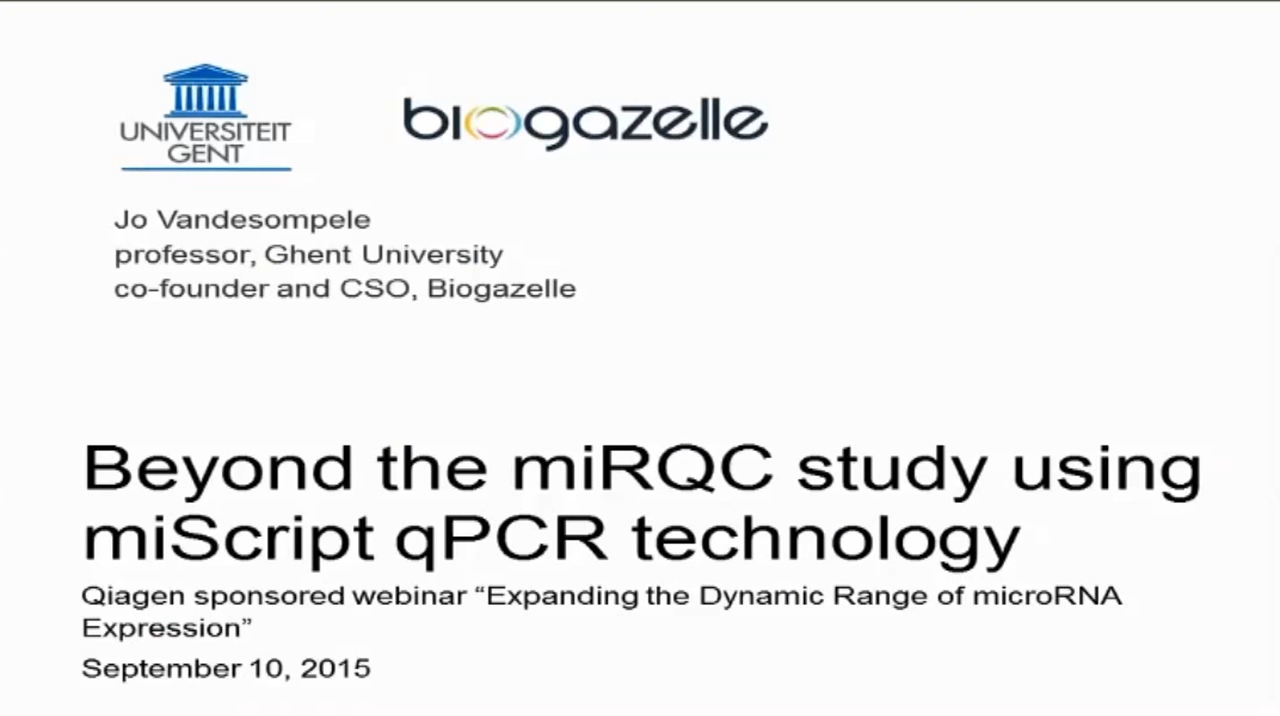 UNIVERSITEIT
GENT
biogazelle
Jo Vandesompele
professor, Ghent University
co-founder and CSO, Biogazelle
Beyond the miRQC study using
miScript qPCR technology
Qiagen sponsored webinar “Expanding the Dynamic Range of microRNA
Expression”
September 10, 2015